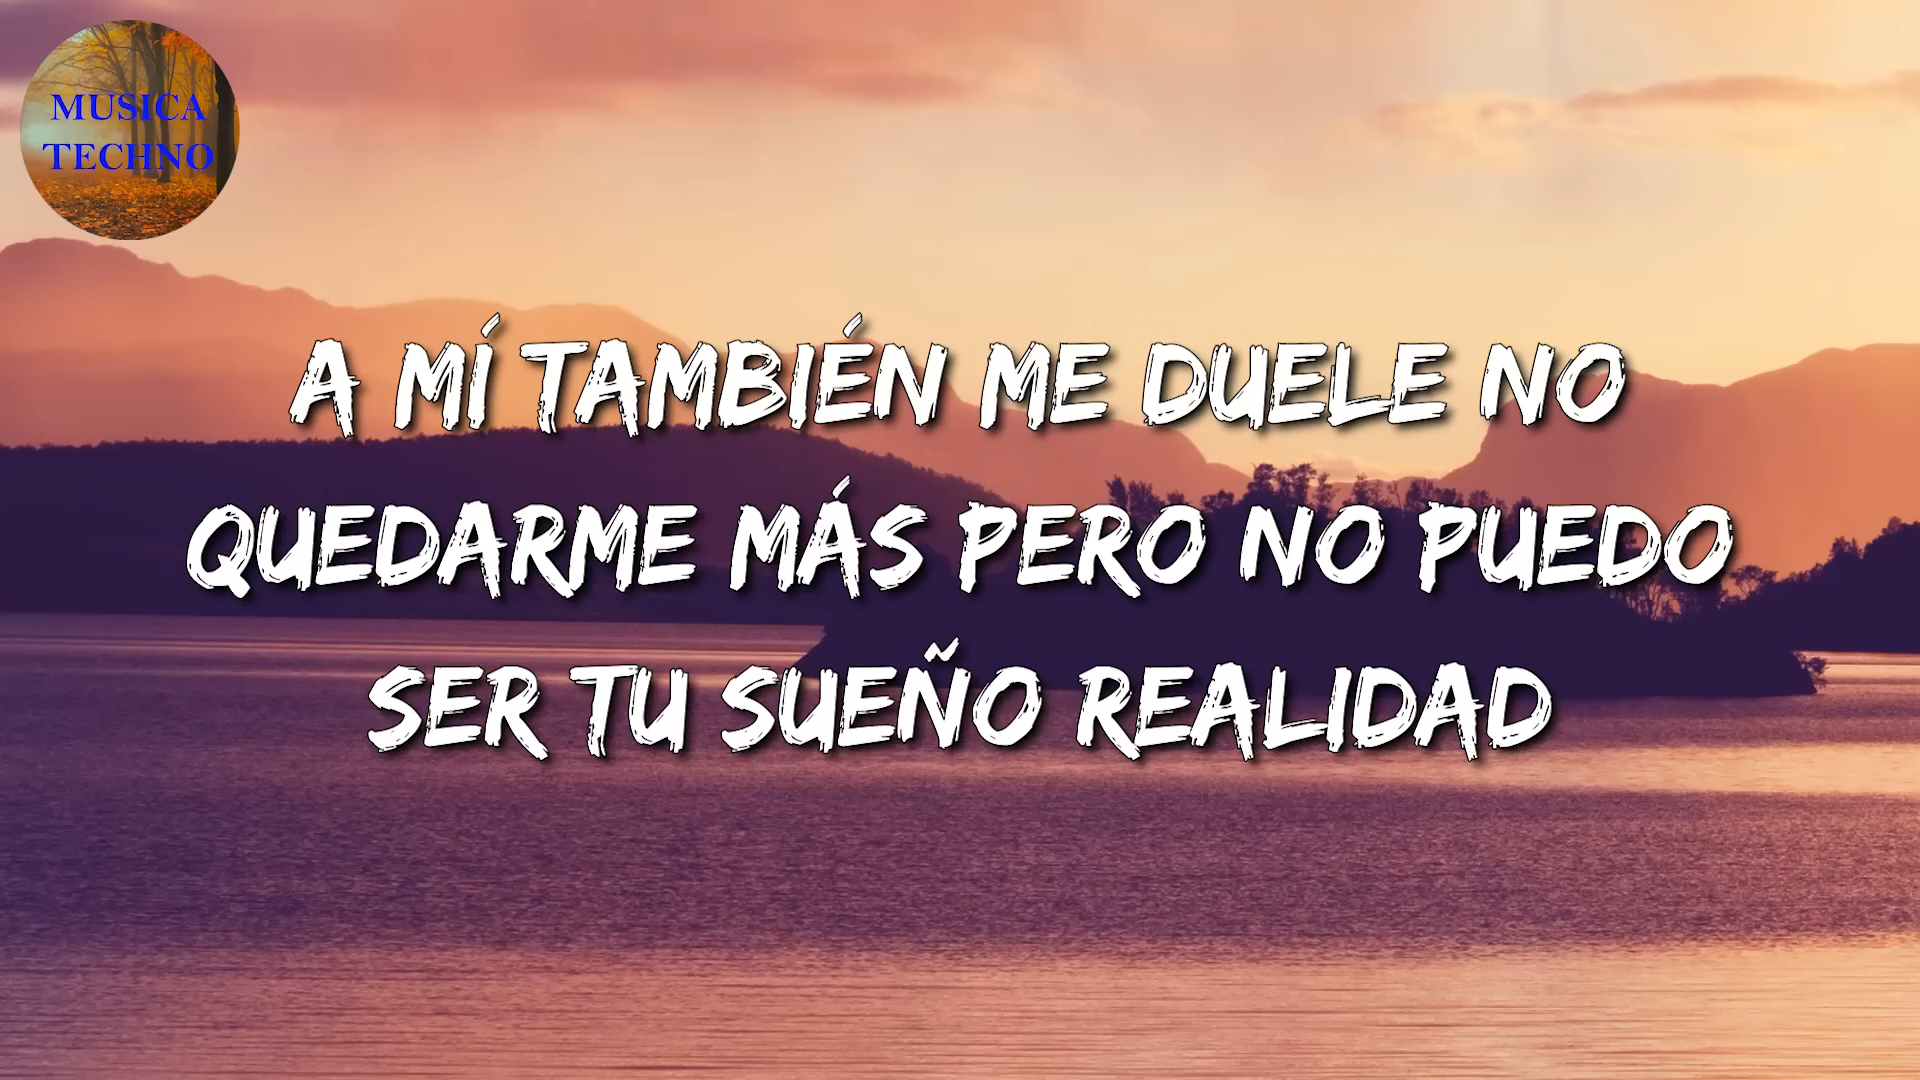 MUSICA
TECHNO
A MÍ TAMBIÉN ME DUELE NO
QUEDARME MÁS PERO NO PUEDO
SER TU SUEÑO REALIDAD